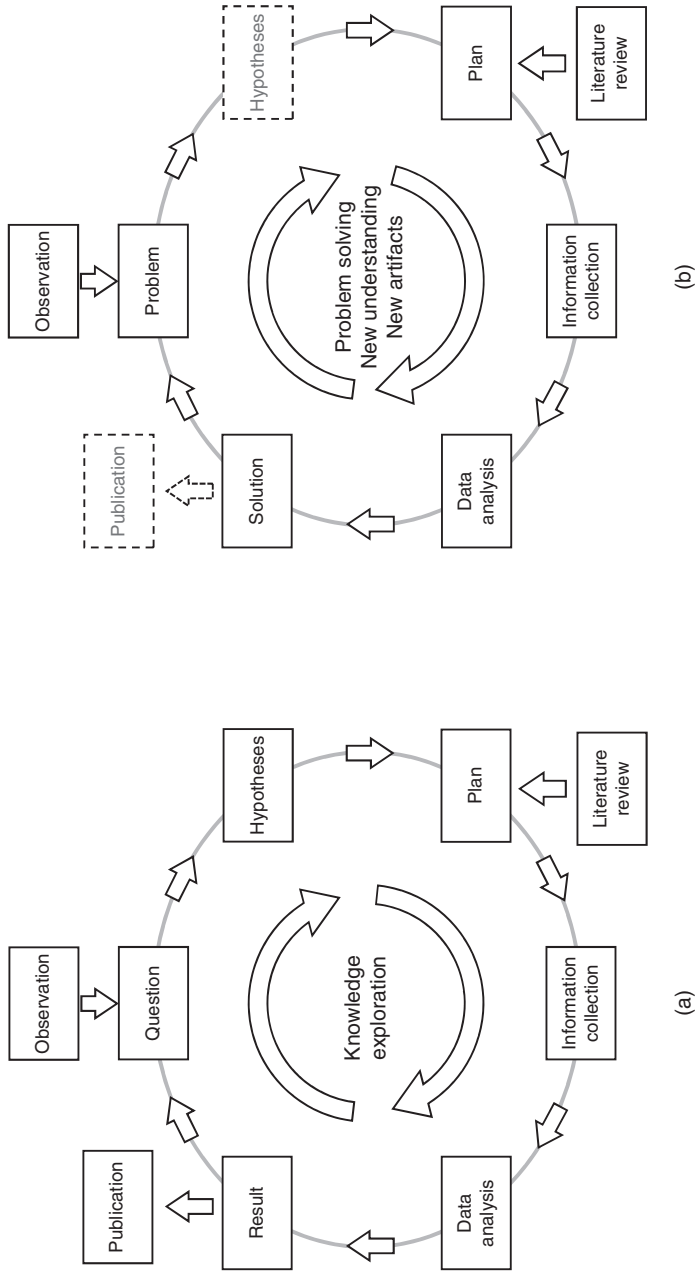 Observation
Publication
Question
Result
Hypotheses
Knowledge
exploration
Data
analysis
Plan
Information
collection
Literature
review
(a)
Observation
Publication
Problem
Solution
Hypotheses
Problem solving
New understanding
New artifacts
Data
analysis
Plan
Information
collection
Literature
review
(b)